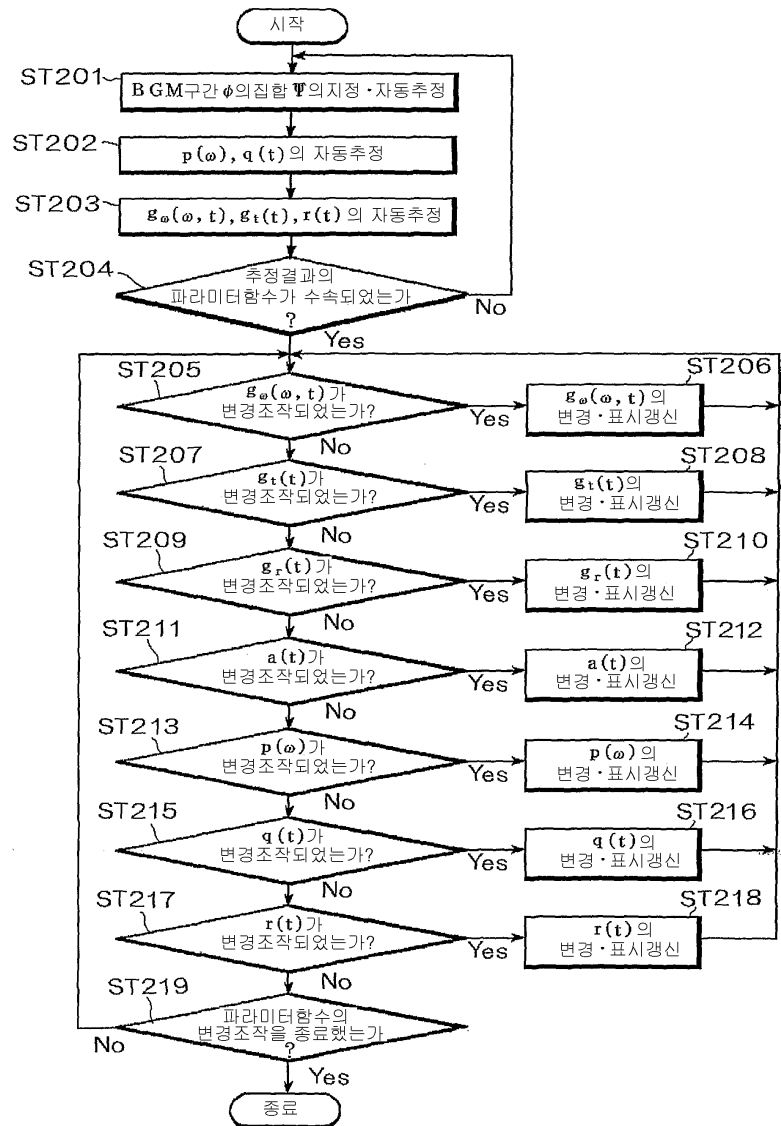 시작
ST201
BGM구간 φ의집합 Ψ의지정·자동추정
ST202
p(ω), q(t)의 자동추정
ST203
gω(ω, t), gt(t), r(t)의 자동추정
ST204
추정결과의
파라미터함수가 수속되었는가
?
No
Yes
ST205
gω(ω, t)가
변경조작되었는가?
Yes
No
ST206
gω(ω, t)의
변경·표시갱신
ST207
gt(t)가
변경조작되었는가?
Yes
No
ST208
gt(t)의
변경·표시갱신
ST209
gr(t)가
변경조작되었는가?
Yes
No
ST210
gr(t)의
변경·표시갱신
ST211
a(t)가
변경조작되었는가?
Yes
No
ST212
a(t)의
변경·표시갱신
ST213
p(ω)가
변경조작되었는가?
Yes
No
ST214
p(ω)의
변경·표시갱신
ST215
q(t)가
변경조작되었는가?
Yes
No
ST216
q(t)의
변경·표시갱신
ST217
r(t)가
변경조작되었는가?
Yes
No
ST218
r(t)의
변경·표시갱신
ST219
파라미터함수의
변경조작을 종료했는가
?
No
Yes
종료